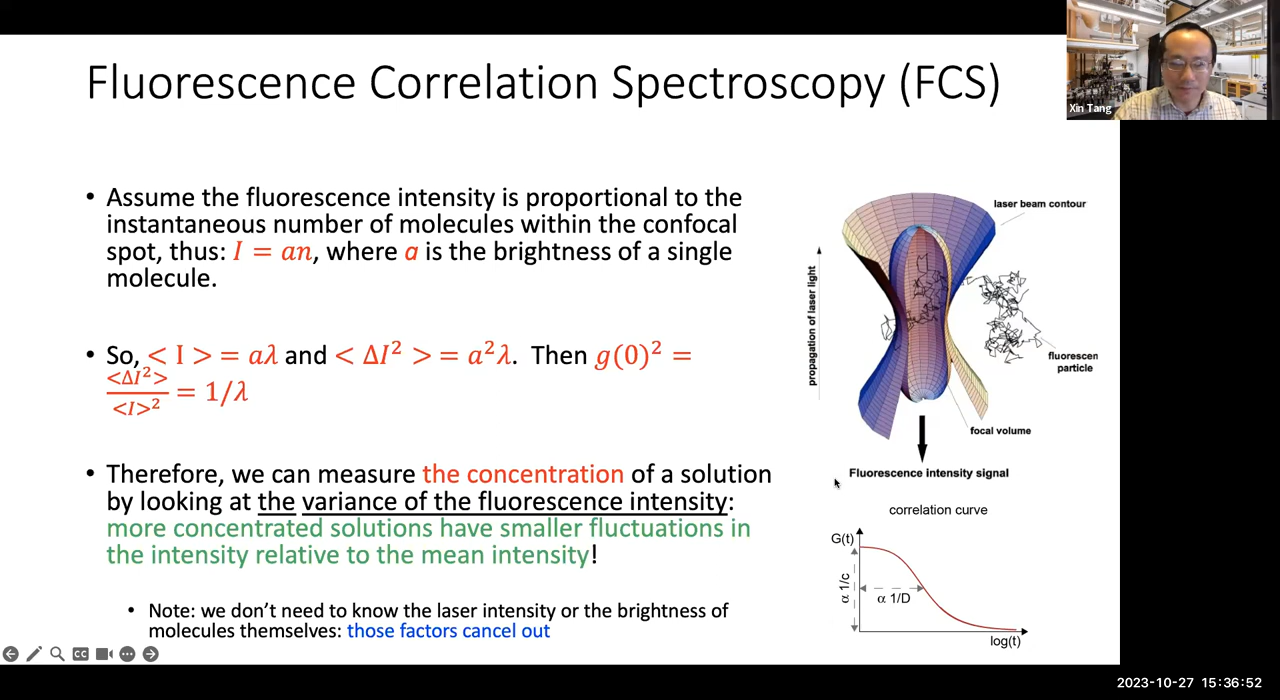 Fluorescence Correlation Spectroscopy (FCS)
Xin Tang
• Assume the fluorescence intensity is proportional to the
instantaneous number of molecules within the confocal
spot, thus: I = an, where a is the brightness of a single
molecule.
• So, < I > = aλ and < ΔI² > = a²λ. Then g(0)² =
<ΔI²>/<I>² = 1/λ
• Therefore, we can measure the concentration of a solution
by looking at the variance of the fluorescence intensity:
more concentrated solutions have smaller fluctuations in
the intensity relative to the mean intensity!
• Note: we don't need to know the laser intensity or the brightness of
molecules themselves: those factors cancel out
laser beam contour
propagation of laser light
fluorescen
particle
focal volume
Fluorescence intensity signal
correlation curve
G(t)
α 1/c
α 1/D
log(t)
CC
2023-10-27 15:36:52